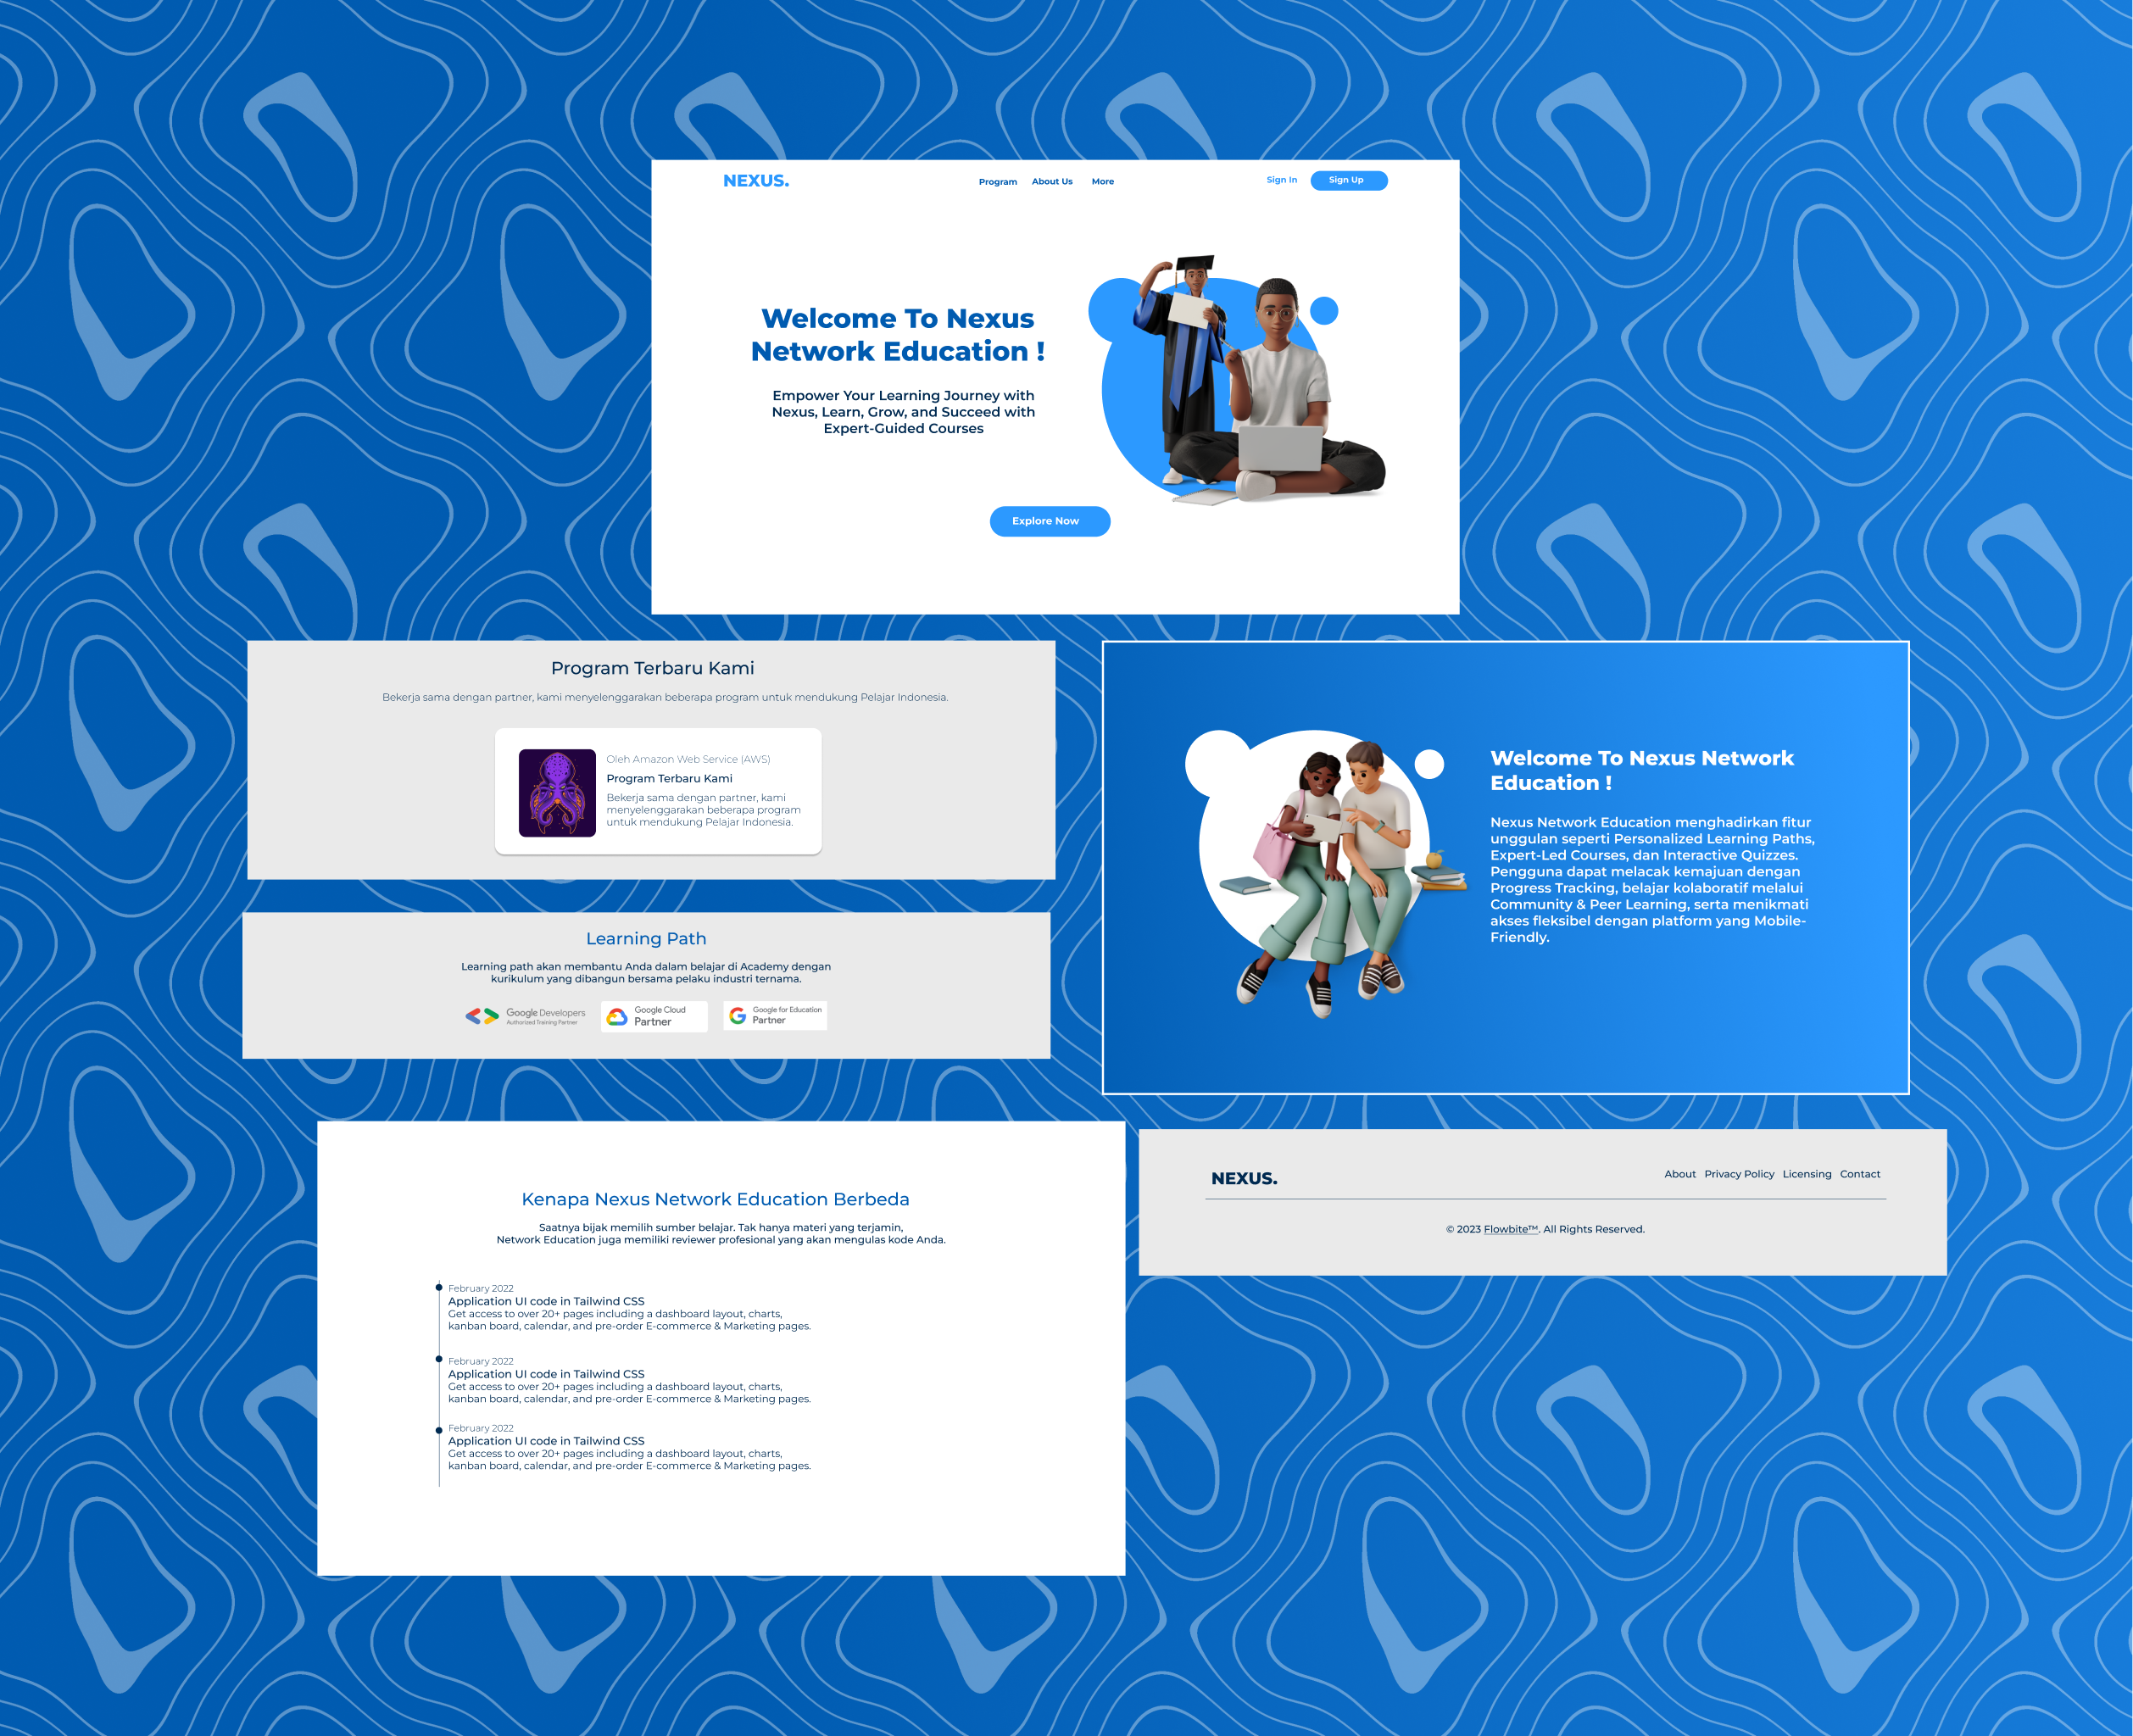 NEXUS.
Program About Us More
Sign In Sign Up
Welcome To Nexus
Network Education !
Empower Your Learning Journey with
Nexus, Learn, Grow, and Succeed with
Expert-Guided Courses
Explore Now
Program Terbaru Kami
Bekerja sama dengan partner, kami menyelenggarakan beberapa program untuk mendukung Pelajar Indonesia.
Oleh Amazon Web Service (AWS)
Program Terbaru Kami
Bekerja sama dengan partner, kami
menyelenggarakan beberapa program
untuk mendukung Pelajar Indonesia.
Learning Path
Learning path akan membantu Anda dalam belajar di Academy dengan
kurikulum yang dibangun bersama pelaku industri ternama.
Google Developers
Authorized Training Partner
Google Cloud
Partner
Google for Education
Partner
Welcome To Nexus Network
Education !
Nexus Network Education menghadirkan fitur
unggulan seperti Personalized Learning Paths,
Expert-Led Courses, dan Interactive Quizzes.
Pengguna dapat melacak kemajuan dengan
Progress Tracking, belajar kolaboratif melalui
Community & Peer Learning, serta menikmati
akses fleksibel dengan platform yang Mobile-
Friendly.
Kenapa Nexus Network Education Berbeda
Saatnya bijak memilih sumber belajar. Tak hanya materi yang terjamin,
Network Education juga memiliki reviewer profesional yang akan mengulas kode Anda.
February 2022
Application UI code in Tailwind CSS
Get access to over 20+ pages including a dashboard layout, charts,
kanban board, calendar, and pre-order E-commerce & Marketing pages.
February 2022
Application UI code in Tailwind CSS
Get access to over 20+ pages including a dashboard layout, charts,
kanban board, calendar, and pre-order E-commerce & Marketing pages.
February 2022
Application UI code in Tailwind CSS
Get access to over 20+ pages including a dashboard layout, charts,
kanban board, calendar, and pre-order E-commerce & Marketing pages.
NEXUS.
About Privacy Policy Licensing Contact
© 2023 Flowbite™. All Rights Reserved.